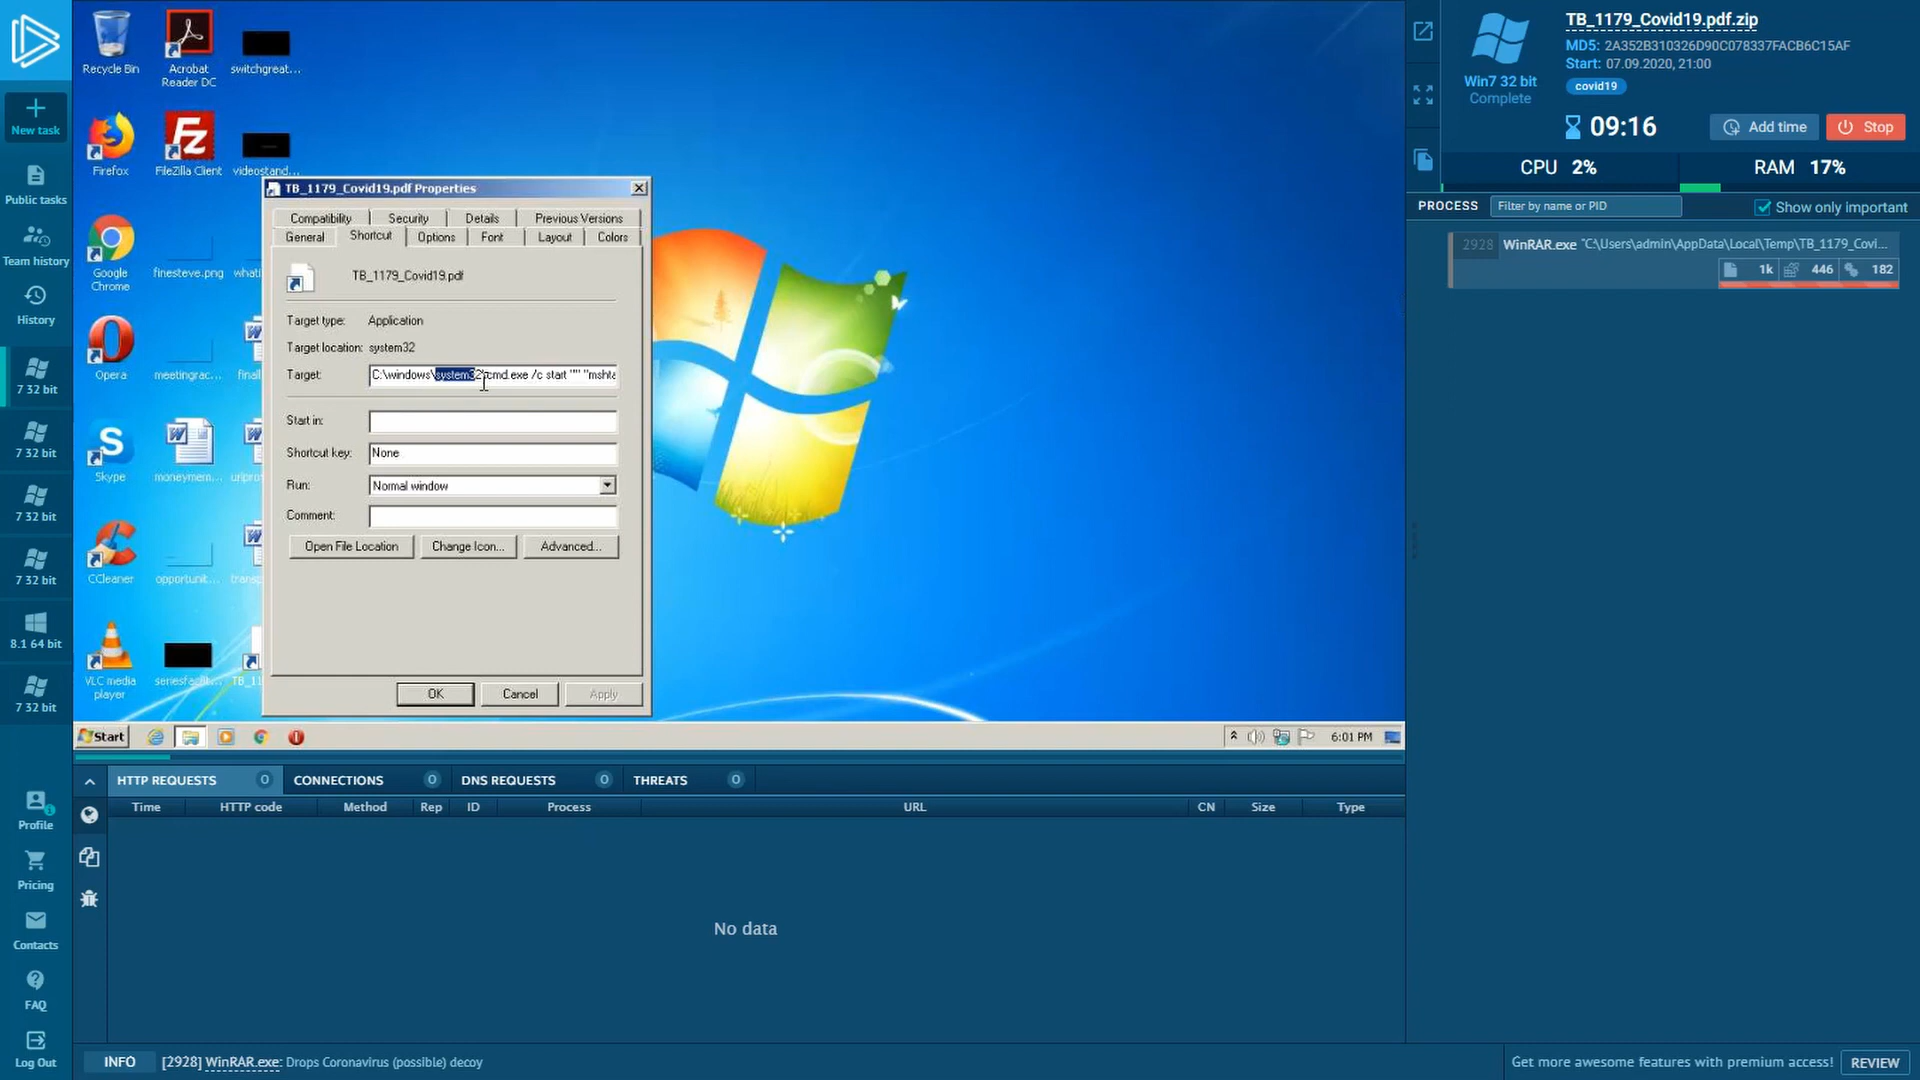 New task
Public tasks
Team history
History
7 32 bit
7 32 bit
7 32 bit
7 32 bit
8.1 64 bit
7 32 bit
Profile
Pricing
Contacts
FAQ
Log Out
Recycle Bin
Acrobat Reader DC
switchgreat...
Firefox
FileZilla Client
videostand...
Google Chrome
finesteve.png
Opera
meetingrac...
Skype
moneymem...
CCleaner
opportunit...
VLC media player
TB_1179_Covid19.pdf Properties
Compatibility
Security
Details
Previous Versions
General
Shortcut
Options
Font
Layout
Colors
TB_1179_Covid19.pdf
Target type: Application
Target location: system32
Target: C:\windows\system32\cmd.exe /c start "" "mshta
Start in:
Shortcut key: None
Run: Normal window
Comment:
Open File Location
Change Icon...
Advanced...
OK
Cancel
Apply
Start
6:01 PM
HTTP REQUESTS 0
CONNECTIONS 0
DNS REQUESTS 0
THREATS 0
Time HTTP code Method Rep ID Process URL CN Size Type
No data
INFO [2928] WinRAR.exe: Drops Coronavirus (possible) decoy
Get more awesome features with premium access! REVIEW
Win7 32 bit
Complete
TB_1179_Covid19.pdf.zip
MD5: 2A352B310326D90C078337FACB6C15AF
Start: 07.09.2020, 21:00
covid19
09:16
Add time
Stop
CPU 2%
RAM 17%
PROCESS
Filter by name or PID
Show only important
2928 WinRAR.exe "C:\Users\admin\AppData\Local\Temp\TB_1179_Covi...
1k 446 182